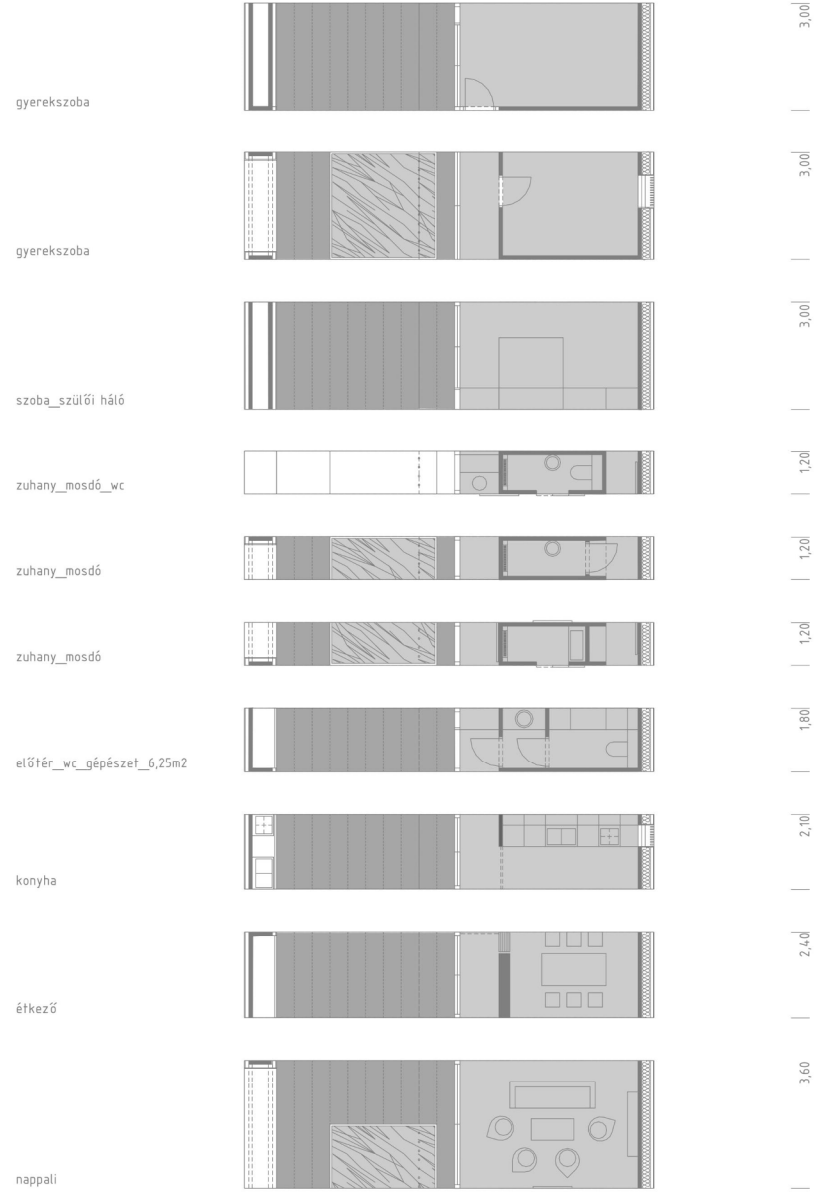 3,00
gyerekszoba
3,00
gyerekszoba
3,00
szoba_szülői háló
1,20
zuhany_mosdó_wc
1,20
zuhany_mosdó
1,20
zuhany_mosdó
1,80
előtér_wc_gépészet_6,25m2
2,10
konyha
2,40
étkező
3,60
nappali